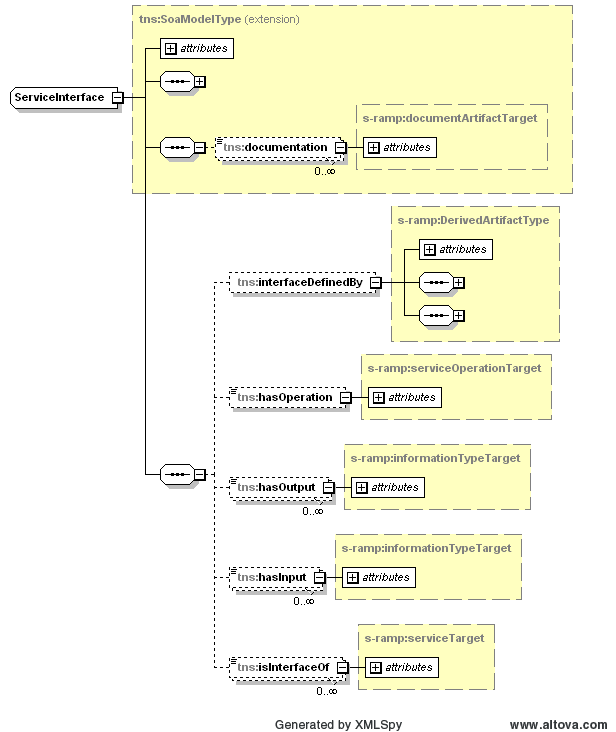 tns:SoaModelType (extension)
attributes
ServiceInterface
s-ramp:documentArtifactTarget
tns:documentation
attributes
0..∞
s-ramp:DerivedArtifactType
attributes
tns:interfaceDefinedBy
s-ramp:serviceOperationTarget
tns:hasOperation
attributes
s-ramp:informationTypeTarget
tns:hasOutput
attributes
0..∞
s-ramp:informationTypeTarget
tns:hasInput
attributes
0..∞
s-ramp:serviceTarget
tns:isInterfaceOf
attributes
0..∞
Generated by XMLSpy
www.altova.com